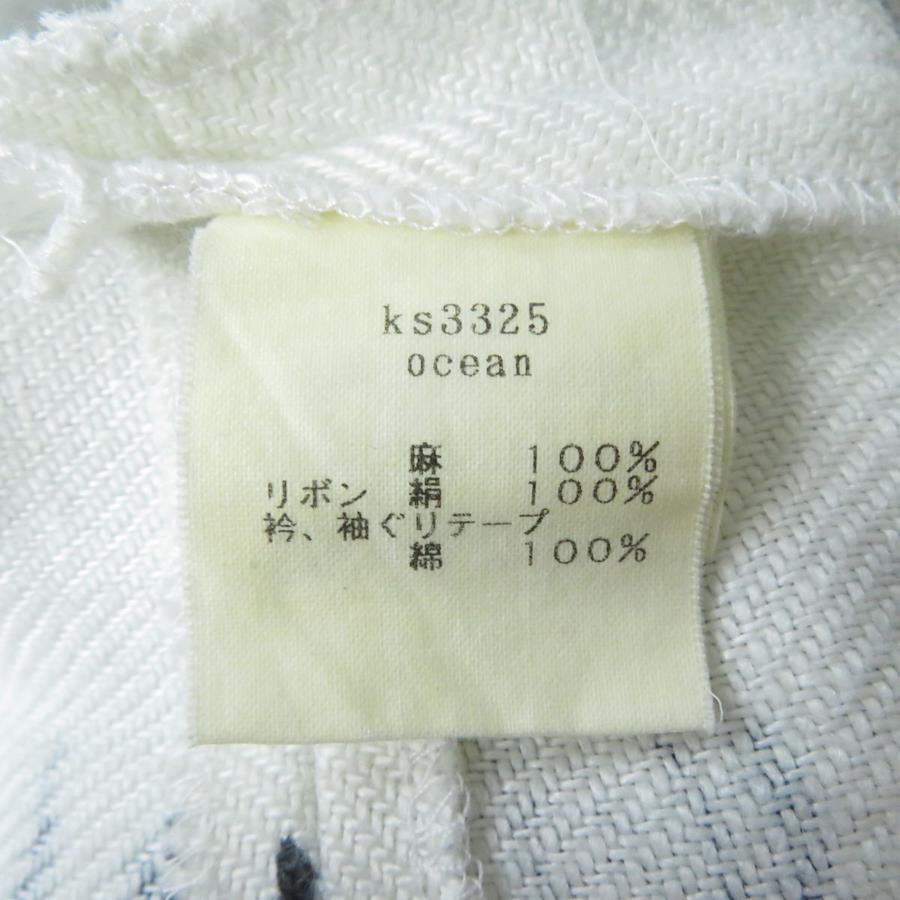 ks3325
ocean
麻 100%
リボン 絹 100%
衿、袖ぐりテープ
綿 100%